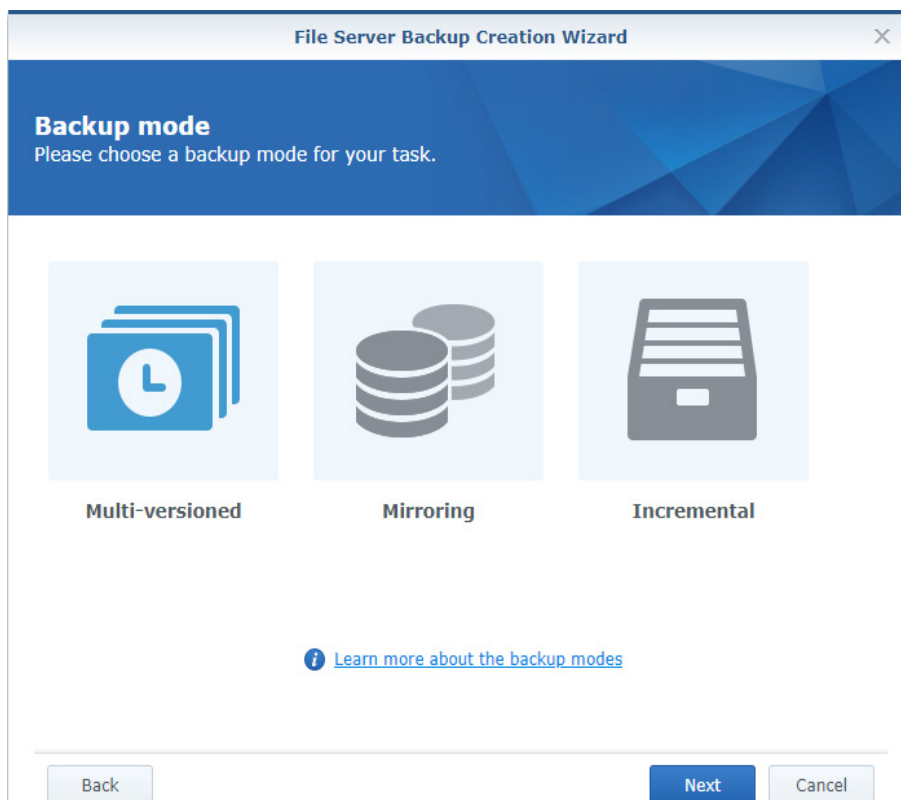 File Server Backup Creation Wizard
Backup mode
Please choose a backup mode for your task.
Multi-versioned
Mirroring
Incremental
Learn more about the backup modes
Back
Next
Cancel